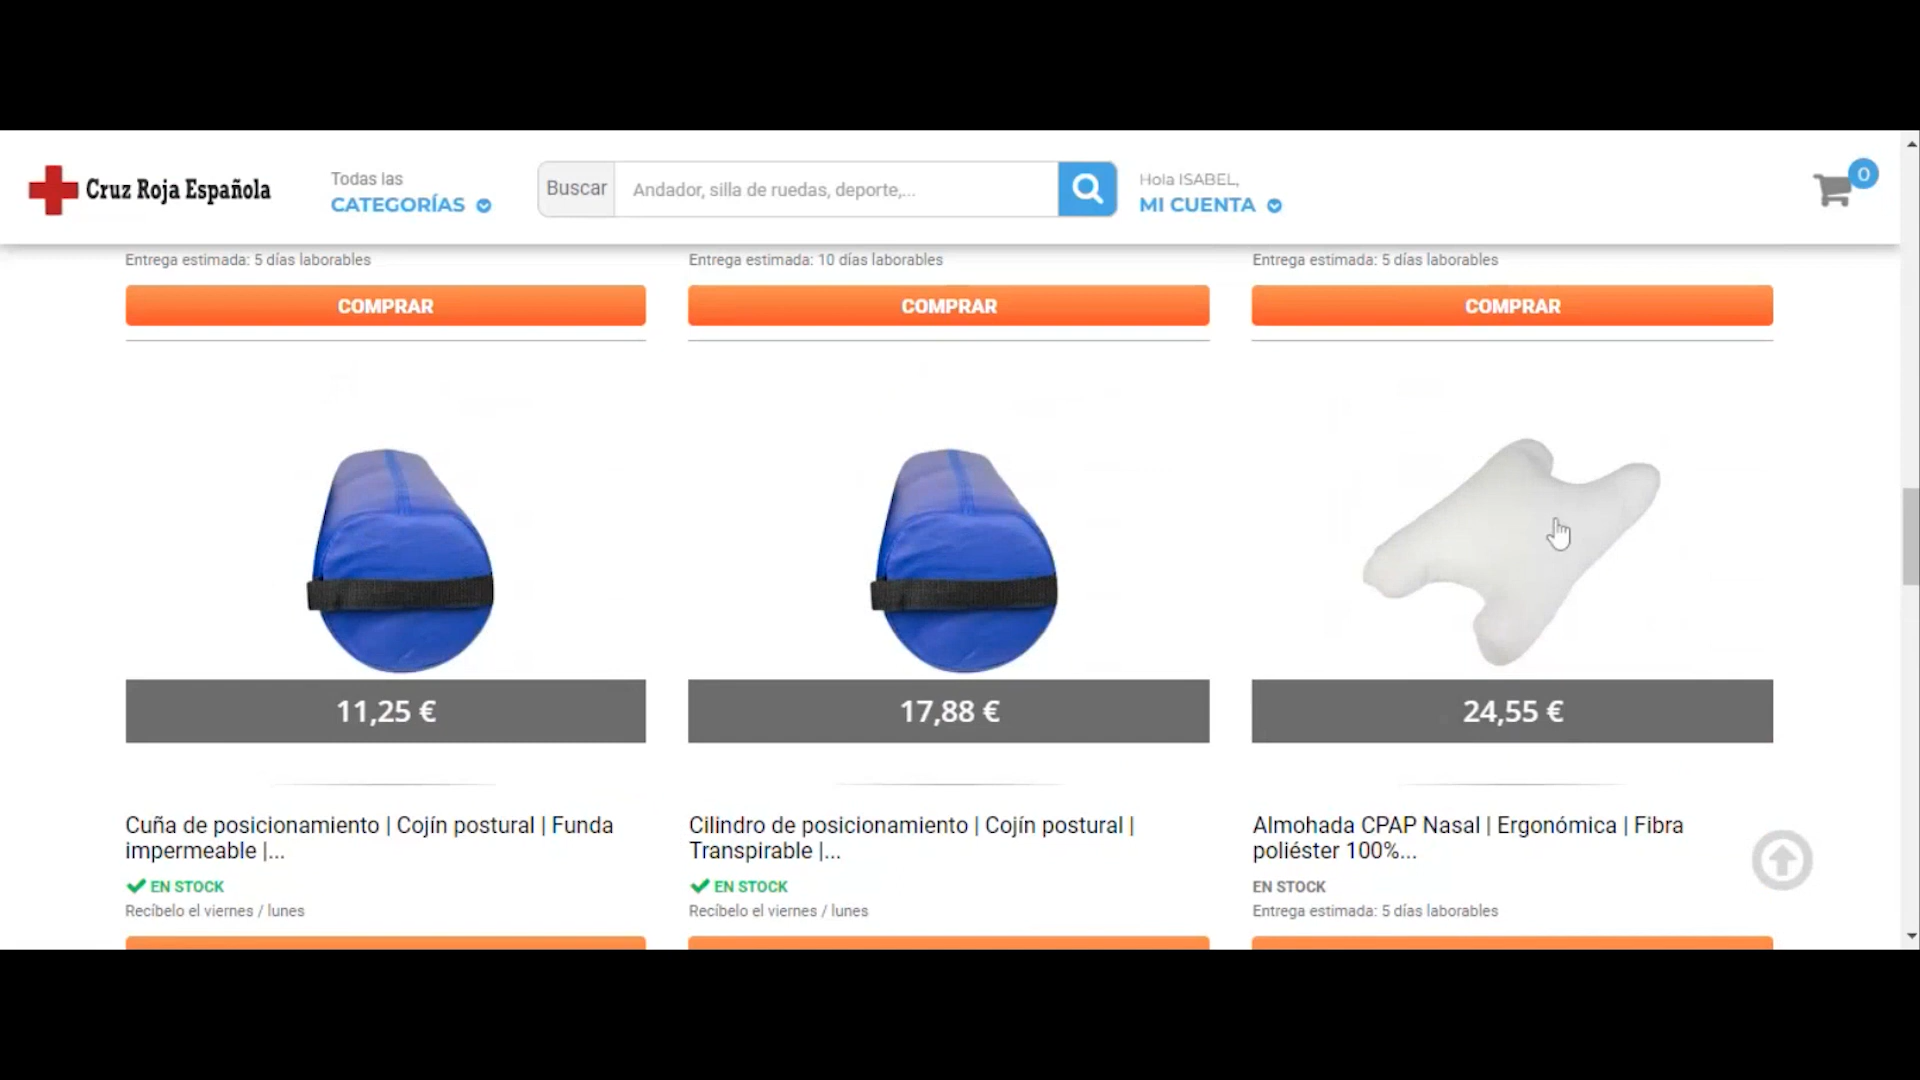 Cruz Roja Española
Todas las
CATEGORÍAS
Buscar
Andador, silla de ruedas, deporte,...
Hola ISABEL,
MI CUENTA
0
Entrega estimada: 5 días laborables
Entrega estimada: 10 días laborables
Entrega estimada: 5 días laborables
COMPRAR
COMPRAR
COMPRAR
11,25 €
17,88 €
24,55 €
Cuña de posicionamiento | Cojín postural | Funda
impermeable |...
EN STOCK
Recíbelo el viernes / lunes
Cilindro de posicionamiento | Cojín postural |
Transpirable |...
EN STOCK
Recíbelo el viernes / lunes
Almohada CPAP Nasal | Ergonómica | Fibra
poliéster 100%...
EN STOCK
Entrega estimada: 5 días laborables